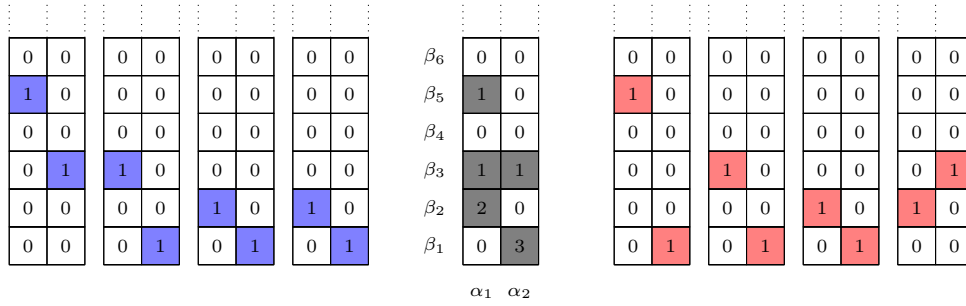 0 0 0 0 0 0 0 0 β6 0 0 0 0 0 0 0 0 0 0
1 0 0 0 0 0 0 0 β5 1 0 1 0 0 0 0 0 0 0
0 0 0 0 0 0 0 0 β4 0 0 0 0 0 0 0 0 0 0
0 1 1 0 0 0 0 0 β3 1 1 0 0 1 0 0 0 0 1
0 0 0 0 1 0 1 0 β2 2 0 0 0 0 0 1 0 1 0
0 0 0 1 0 1 0 1 β1 0 3 0 1 0 1 0 1 0 0
α1 α2